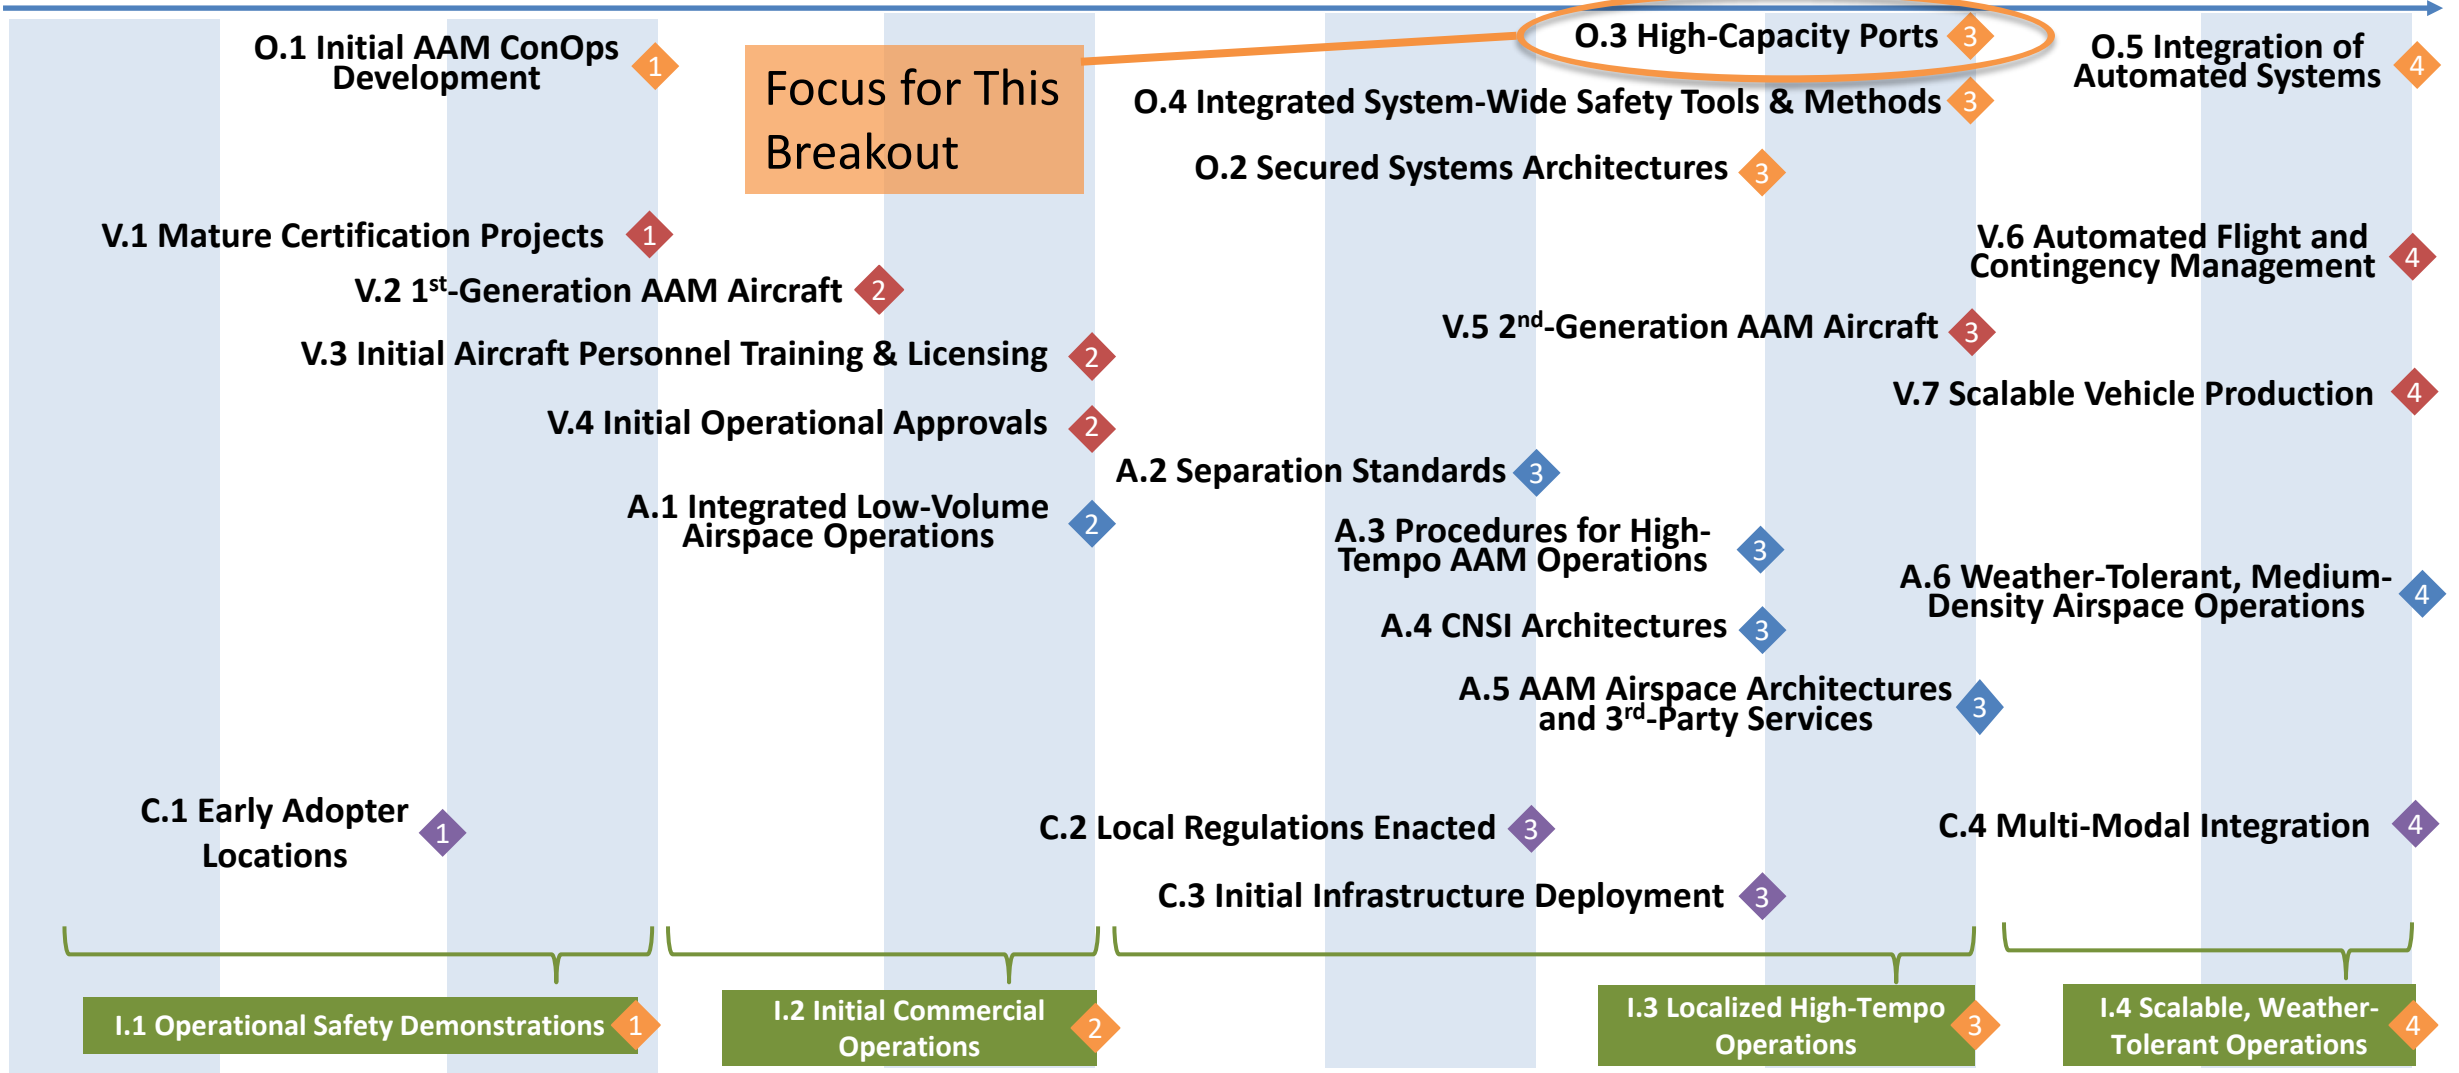 O.1 Initial AAM ConOps
Development
1
Focus for This
Breakout
O.3 High-Capacity Ports
3
O.5 Integration of
Automated Systems
4
O.4 Integrated System-Wide Safety Tools & Methods
3
O.2 Secured Systems Architectures
3
V.1 Mature Certification Projects
1
V.6 Automated Flight and
Contingency Management
4
V.2 1st-Generation AAM Aircraft
2
V.5 2nd-Generation AAM Aircraft
3
V.3 Initial Aircraft Personnel Training & Licensing
2
V.7 Scalable Vehicle Production
4
V.4 Initial Operational Approvals
2
A.2 Separation Standards
3
A.1 Integrated Low-Volume
Airspace Operations
2
A.3 Procedures for High-
Tempo AAM Operations
3
A.6 Weather-Tolerant, Medium-
Density Airspace Operations
4
A.4 CNSI Architectures
3
A.5 AAM Airspace Architectures
and 3rd-Party Services
3
C.1 Early Adopter
Locations
1
C.2 Local Regulations Enacted
3
C.4 Multi-Modal Integration
4
C.3 Initial Infrastructure Deployment
3
I.1 Operational Safety Demonstrations
1
I.2 Initial Commercial
Operations
2
I.3 Localized High-Tempo
Operations
3
I.4 Scalable, Weather-
Tolerant Operations
4